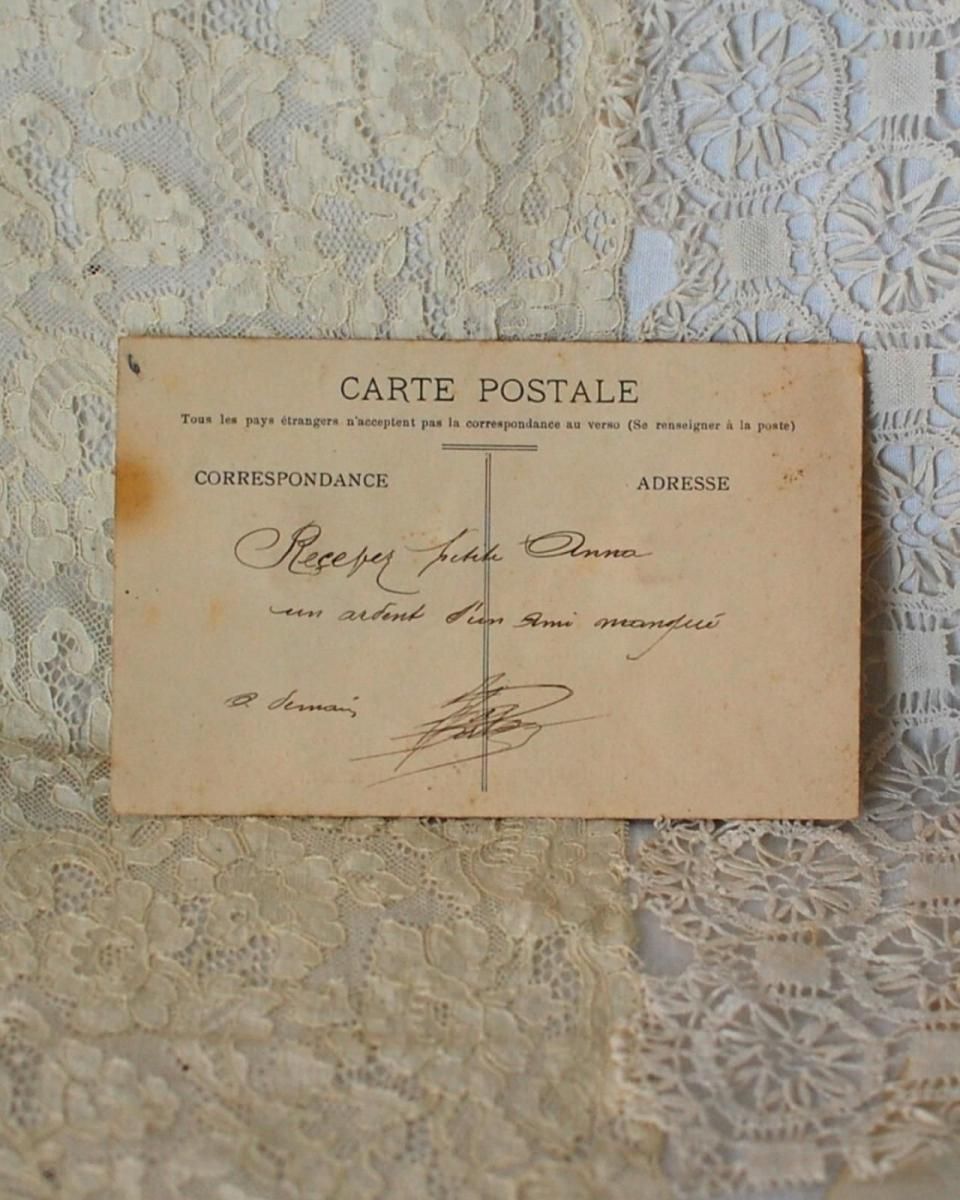 CARTE POSTALE
Tous les pays étrangers n'acceptent pas la correspondance au verso (Se renseigner à la poste)
CORRESPONDANCE
ADRESSE
Reçevez petite Anna
un ardent d'un ami manqué
a demain